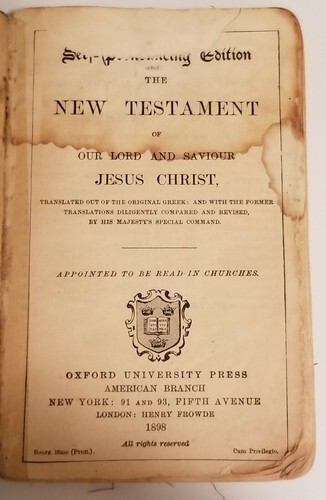 Self-Pronouncing Edition
THE
NEW TESTAMENT
OF
OUR LORD AND SAVIOUR
JESUS CHRIST,
TRANSLATED OUT OF THE ORIGINAL GREEK: AND WITH THE FORMER
TRANSLATIONS DILIGENTLY COMPARED AND REVISED,
BY HIS MAJESTY'S SPECIAL COMMAND.
APPOINTED TO BE READ IN CHURCHES.
OXFORD UNIVERSITY PRESS
AMERICAN BRANCH
NEW YORK: 91 AND 93, FIFTH AVENUE
LONDON: HENRY FROWDE
1898
All rights reserved
Bourg 16mo (Pron.).
Cum Privilegio.